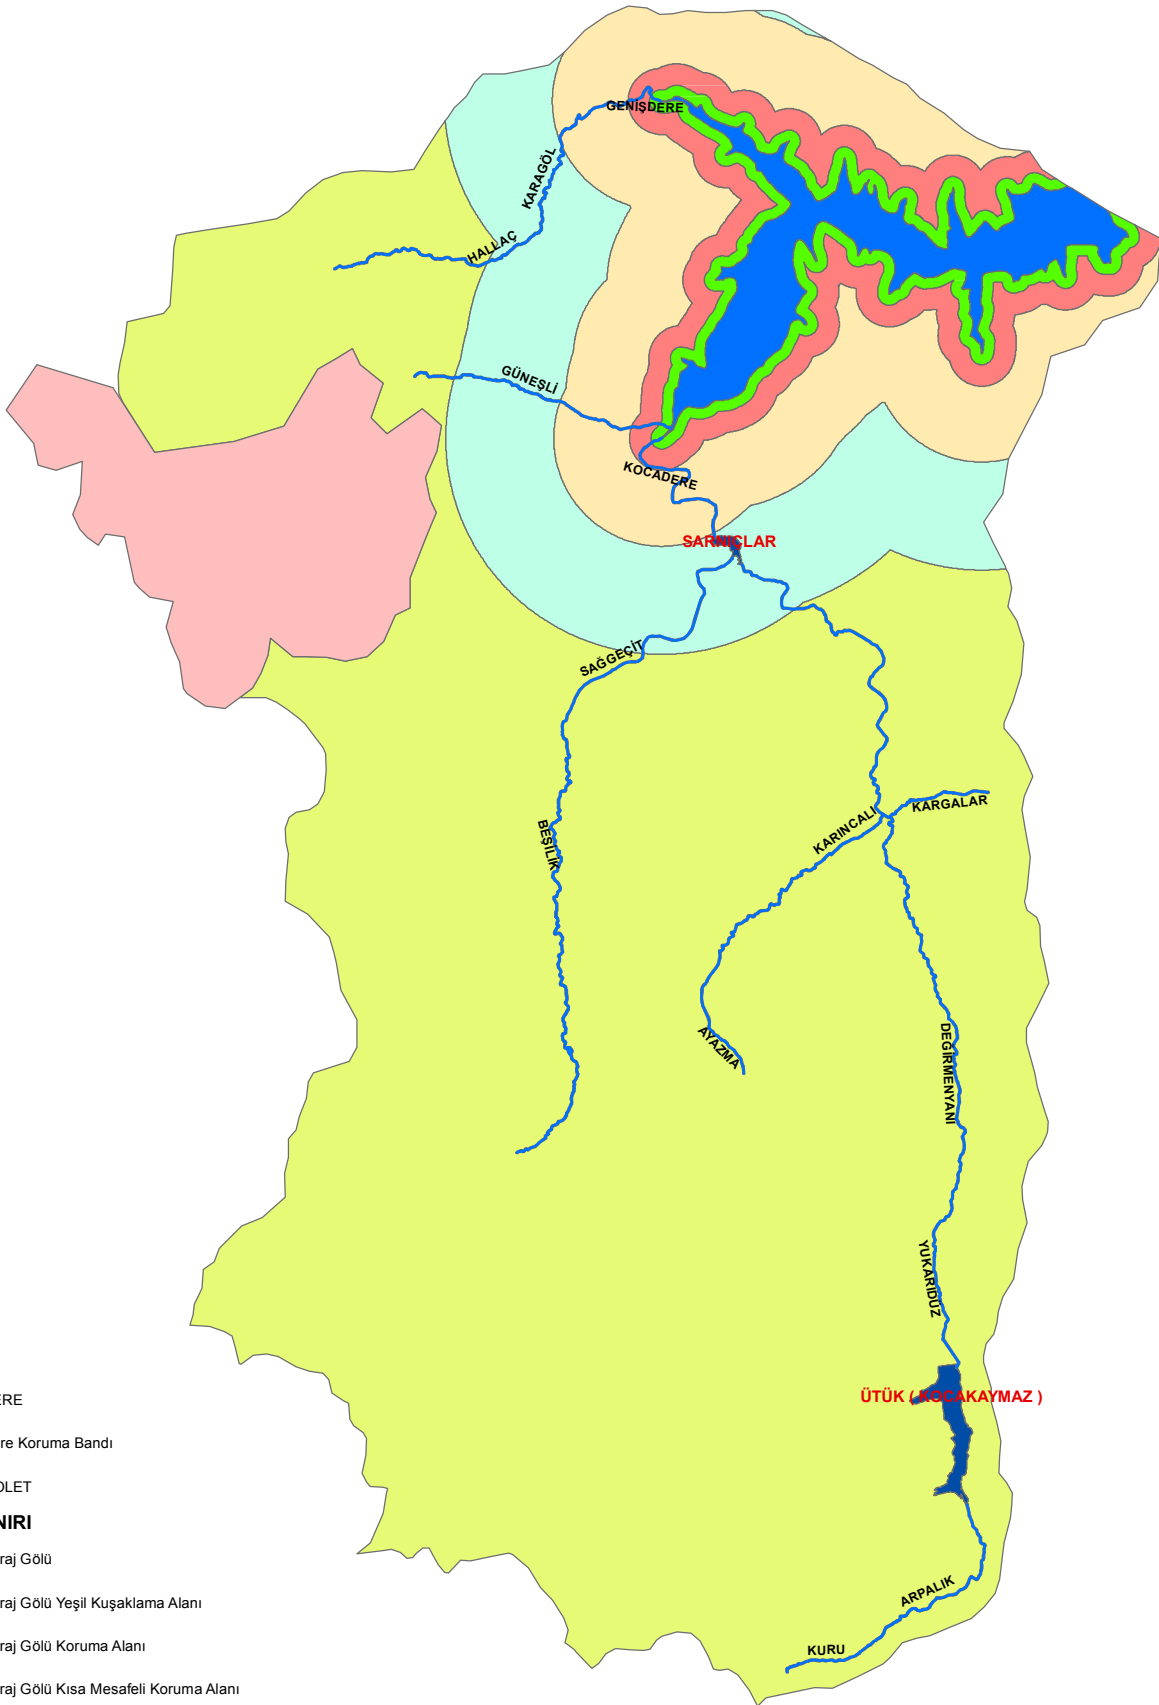 GENİŞDERE
KARAGÖL
HALLAÇ
GÜNEŞLİ
KOCADERE
SARNIÇLAR
SAĞGEÇİT
BEŞİLİK
KARGALAR
KARINCALI
AYAZMA
DEĞİRMENYANI
YUKARIDÜZ
ÜTÜK ( KOCAKAYMAZ )
ARPALIK
KURU
ERE
re Koruma Bandı
OLET
NIRI
raj Gölü
raj Gölü Yeşil Kuşaklama Alanı
raj Gölü Koruma Alanı
raj Gölü Kısa Mesafeli Koruma Alanı